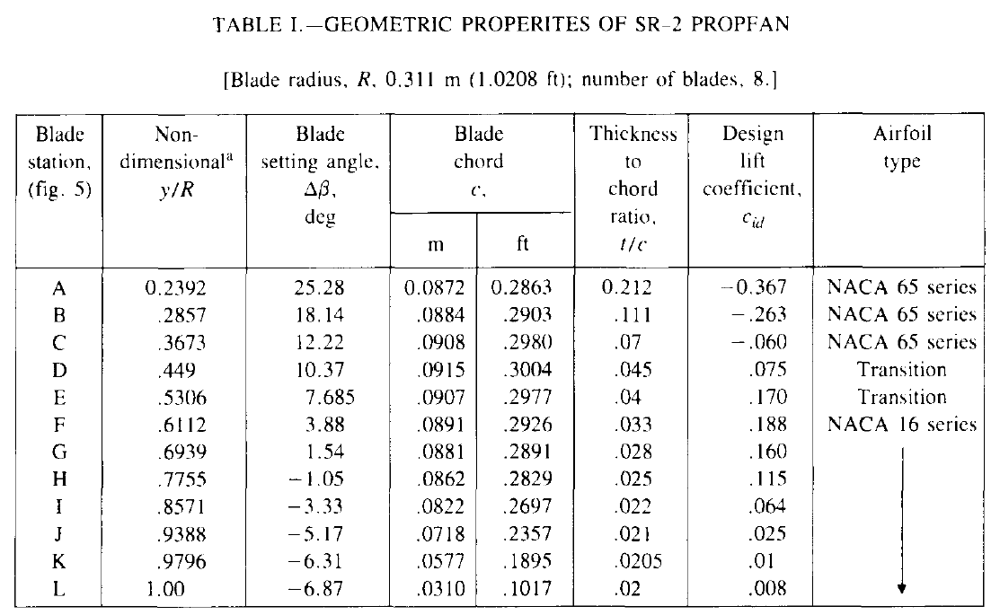 TABLE I.—GEOMETRIC PROPERITES OF SR-2 PROPFAN
[Blade radius, R, 0.311 m (1.0208 ft); number of blades, 8.]
Blade station, (fig. 5) | Non-dimensionalᵃ y/R | Blade setting angle, Δβ, deg | Blade chord c, m | Blade chord c, ft | Thickness to chord ratio, t/c | Design lift coefficient, c_id | Airfoil type
A 0.2392 25.28 0.0872 0.2863 0.212 −0.367 NACA 65 series
B .2857 18.14 .0884 .2903 .111 −.263 NACA 65 series
C .3673 12.22 .0908 .2980 .07 −.060 NACA 65 series
D .449 10.37 .0915 .3004 .045 .075 Transition
E .5306 7.685 .0907 .2977 .04 .170 Transition
F .6112 3.88 .0891 .2926 .033 .188 NACA 16 series
G .6939 1.54 .0881 .2891 .028 .160
H .7755 −1.05 .0862 .2829 .025 .115
I .8571 −3.33 .0822 .2697 .022 .064
J .9388 −5.17 .0718 .2357 .021 .025
K .9796 −6.31 .0577 .1895 .0205 .01
L 1.00 −6.87 .0310 .1017 .02 .008